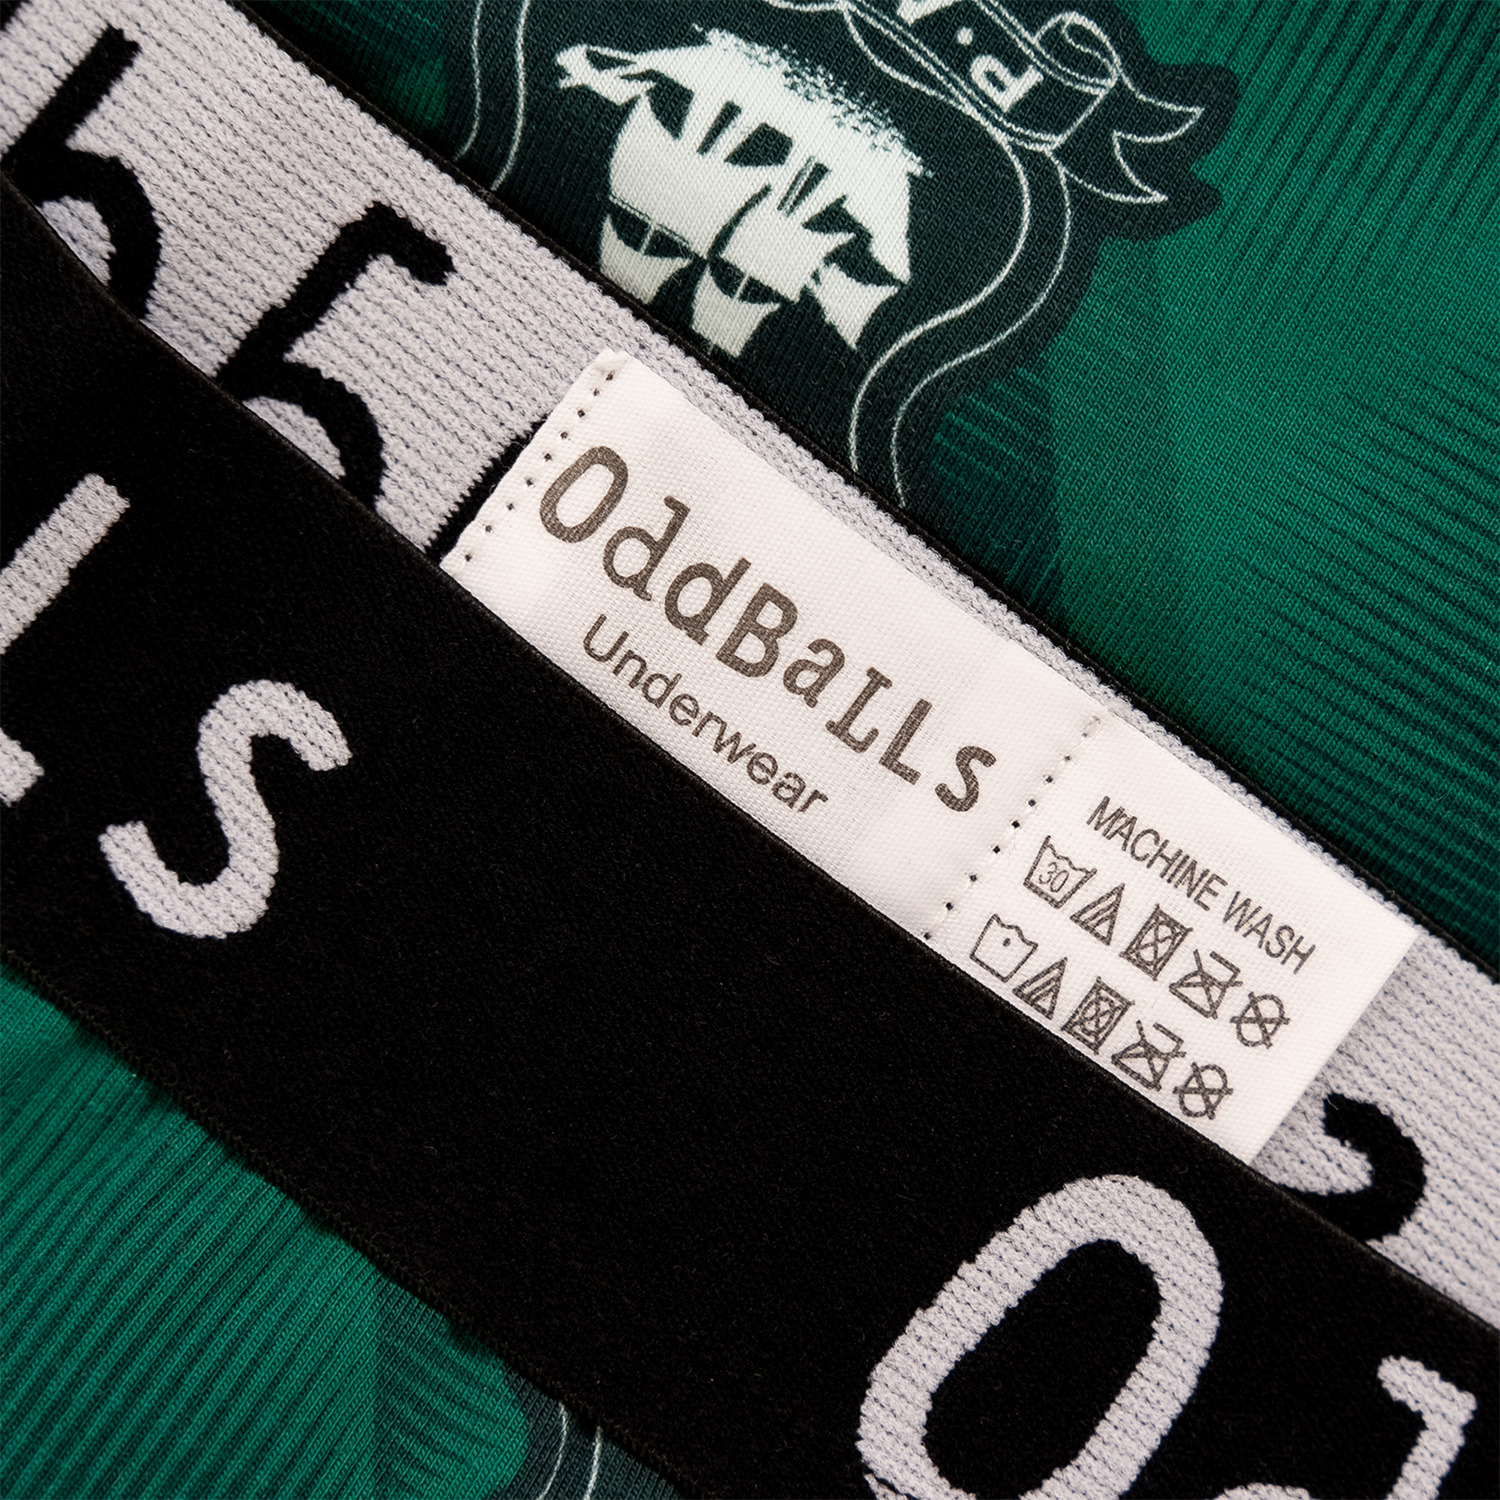 OddBaLLs
Underwear
MACHINE WASH
30